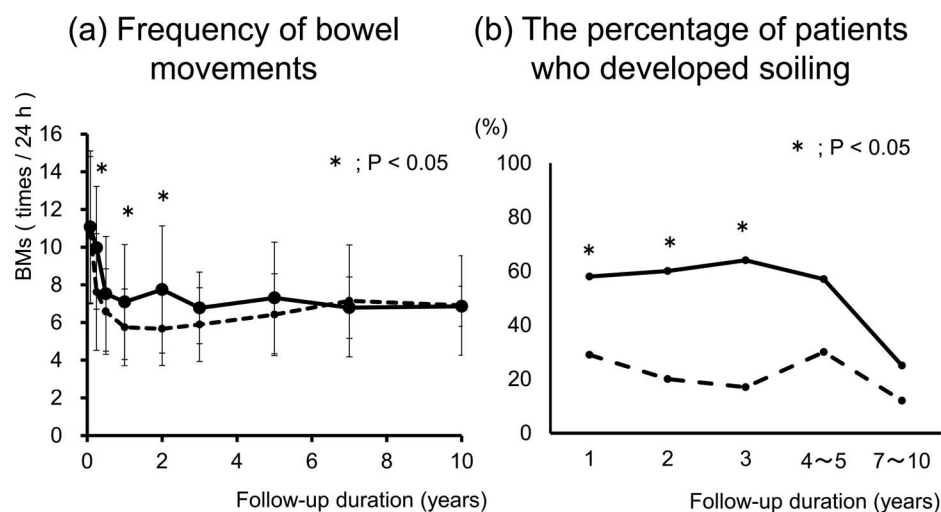 (a) Frequency of bowel
movements
BMs ( times / 24 h )
16
14
12
10
8
6
4
2
0
* ; P < 0.05
*
*
*
0 2 4 6 8 10
Follow-up duration (years)
(b) The percentage of patients
who developed soiling
(%)
100
80
60
40
20
0
* ; P < 0.05
*
*
*
1 2 3 4～5 7～10
Follow-up duration (years)